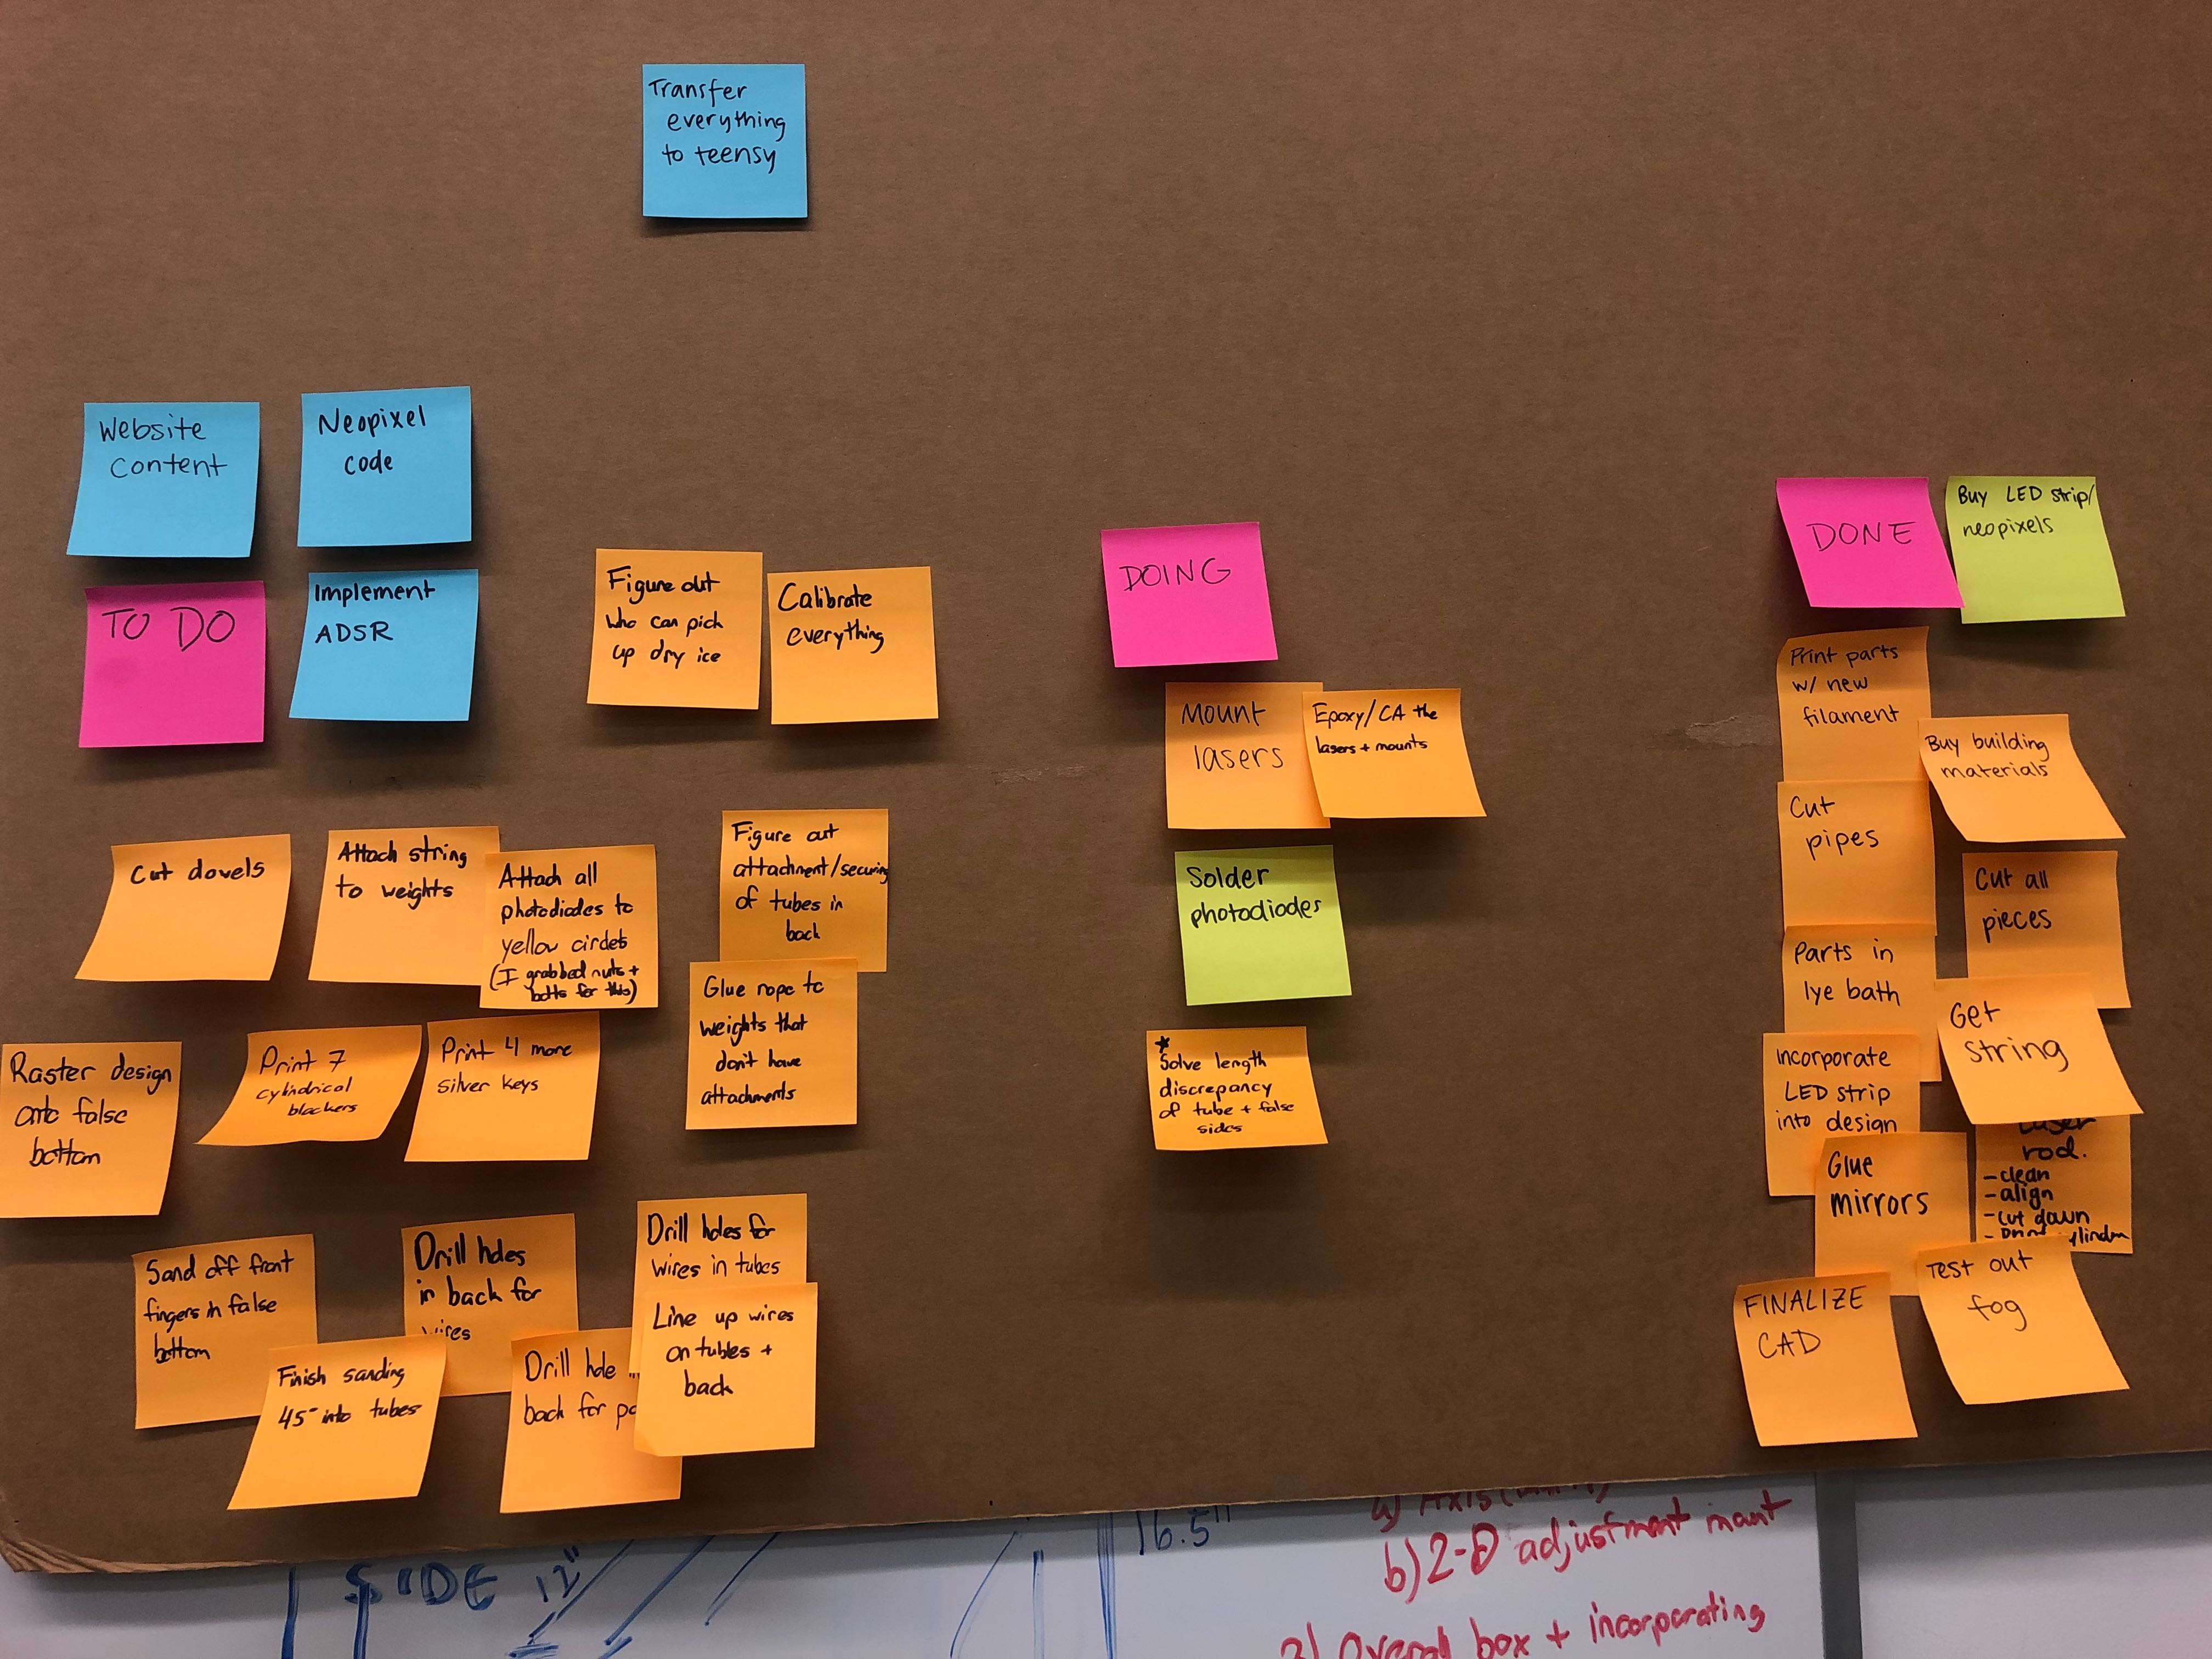 Transfer
everything
to teensy
Website
content
Neopixel
code
TO DO
Implement
ADSR
Figure out
who can pick
up dry ice
Calibrate
everything
Cut dowels
Attach string
to weights
Attach all
photodiodes to
yellow circlets
(I grabbed nuts +
bolts for this)
Figure out
attachment/securing
of tubes in
back
Glue rope to
weights that
don't have
attachments
Raster design
onto false
bottom
Print 7
cylindrical
blockers
Print 4 more
silver keys
Sand off front
fingers in false
bottom
Finish sanding
45° into tubes
Drill holes
in back for
wires
Drill hole
back for
Drill holes for
wires in tubes
Line up wires
on tubes +
back
DOING
Mount
lasers
Epoxy/CA the
lasers + mounts
Solder
photodiodes
*
Solve length
discrepancy
of tube + false
sides
DONE
Buy LED strip/
neopixels
Print parts
w/ new
filament
Buy building
materials
Cut
pipes
Cut all
pieces
Parts in
lye bath
Get
string
Incorporate
LED strip
into design
Laser
rod.
-clean
-align
-cut down
Glue
mirrors
Test out
fog
FINALIZE
CAD
SIDE 12"
16.5"
b) 2-D adjustment mount
3) Overall box + incorporating